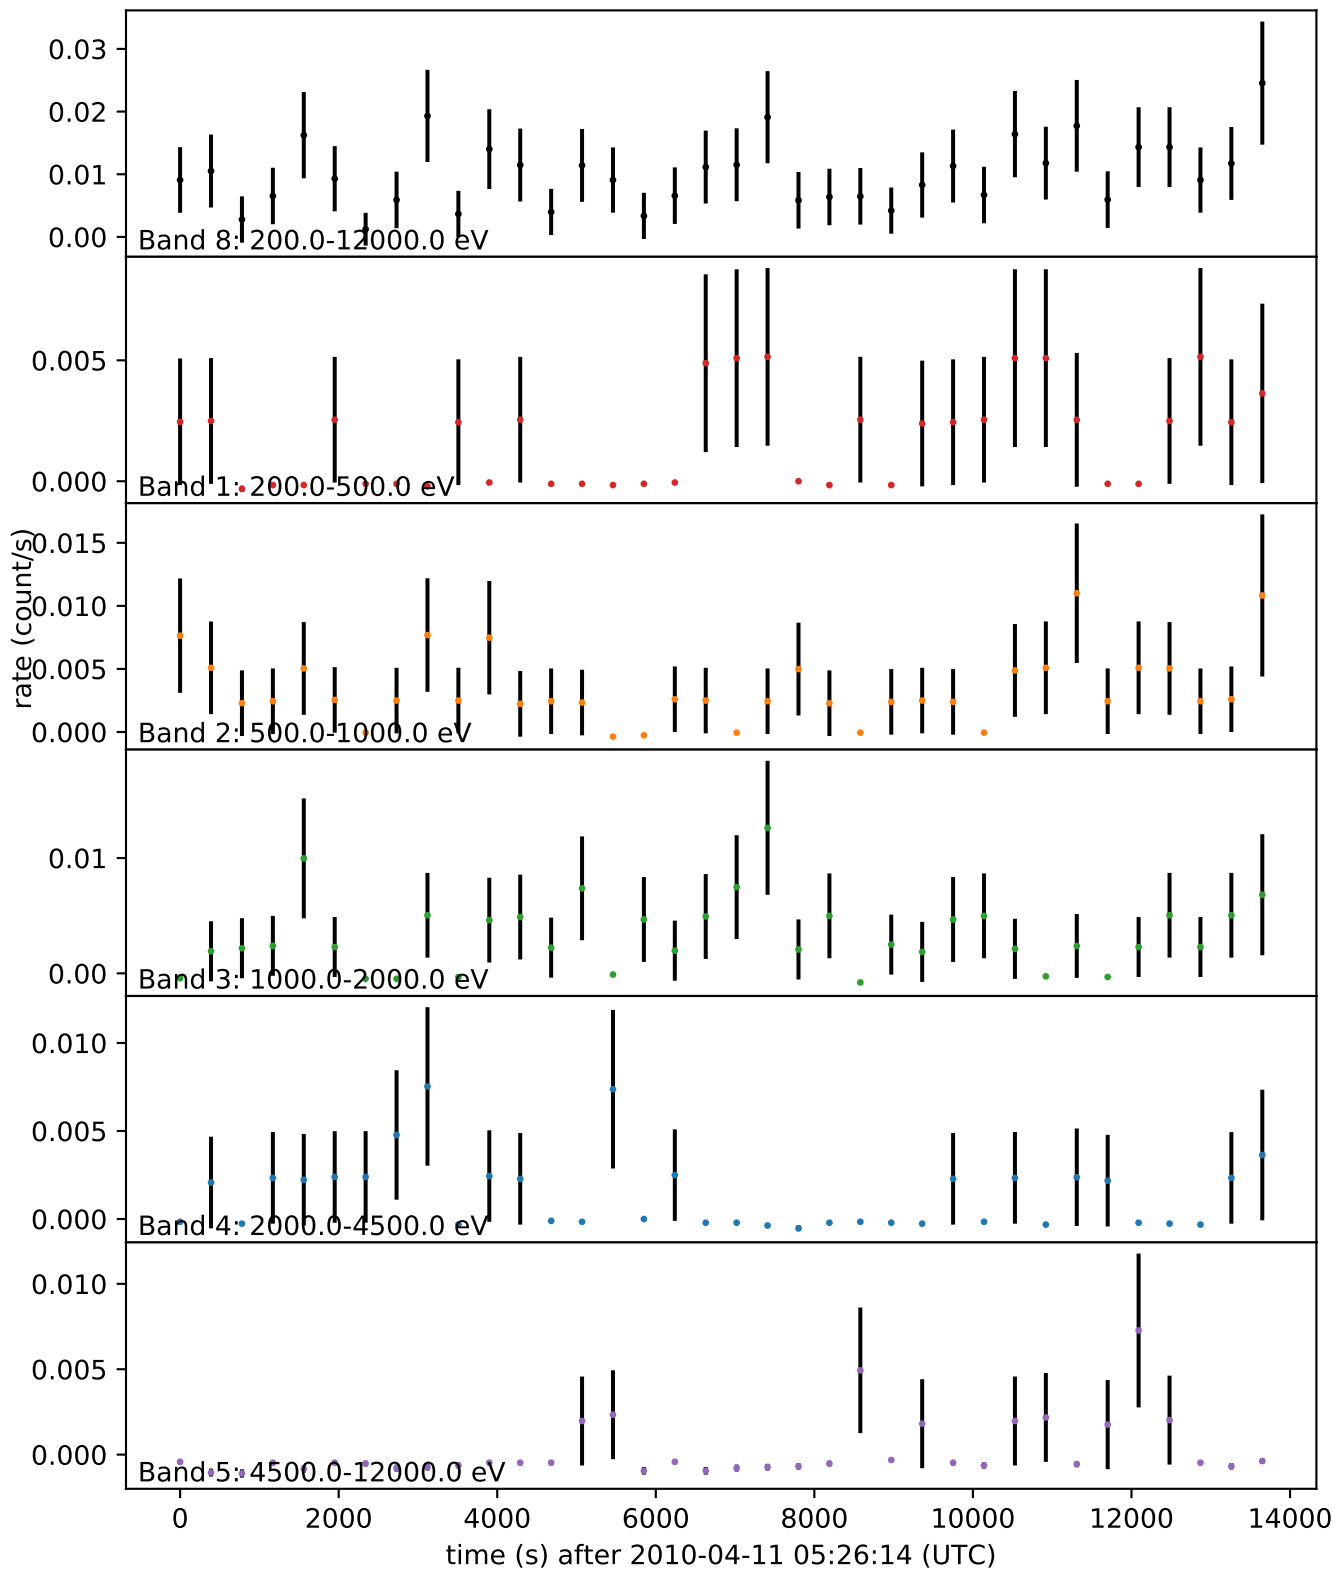 0.03
0.02
0.01
0.00
Band 8: 200.0-12000.0 eV
0.005
0.000
Band 1: 200.0-500.0 eV
rate (count/s)
0.015
0.010
0.005
0.000
Band 2: 500.0-1000.0 eV
0.01
0.00
Band 3: 1000.0-2000.0 eV
0.010
0.005
0.000
Band 4: 2000.0-4500.0 eV
0.010
0.005
0.000
Band 5: 4500.0-12000.0 eV
0 2000 4000 6000 8000 10000 12000 14000
time (s) after 2010-04-11 05:26:14 (UTC)